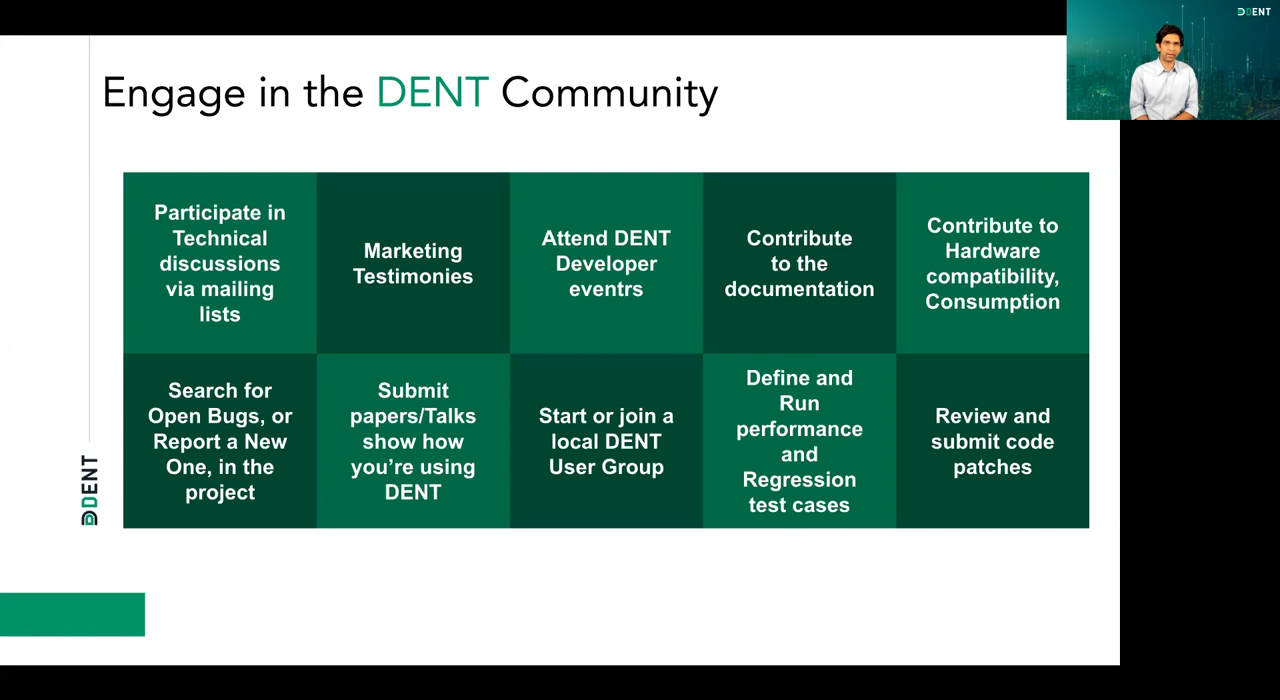 DENT
Engage in the DENT Community
Participate in
Technical
discussions
via mailing
lists
Marketing
Testimonies
Attend DENT
Developer
eventrs
Contribute
to the
documentation
Contribute to
Hardware
compatibility,
Consumption
Search for
Open Bugs, or
Report a New
One, in the
project
Submit
papers/Talks
show how
you’re using
DENT
Start or join a
local DENT
User Group
Define and
Run
performance
and
Regression
test cases
Review and
submit code
patches
DENT